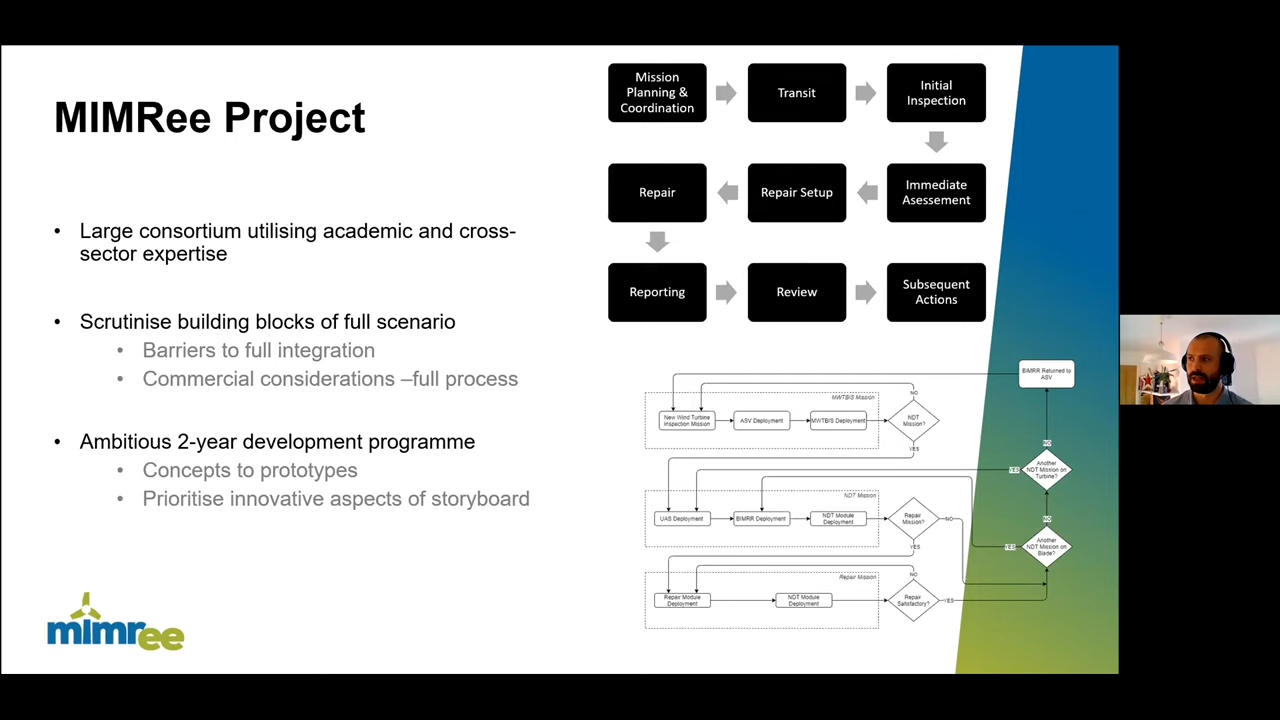 MIMRee Project
• Large consortium utilising academic and cross-
sector expertise
• Scrutinise building blocks of full scenario
• Barriers to full integration
• Commercial considerations –full process
• Ambitious 2-year development programme
• Concepts to prototypes
• Prioritise innovative aspects of storyboard
mimree
Mission
Planning &
Coordination
Transit
Initial
Inspection
Repair
Repair Setup
Immediate
Asessement
Reporting
Review
Subsequent
Actions
BIMRR Returned to
ASV
MWTBIS Mission
NO
New Wind Turbine
Inspection Mission
ASV Deployment
MWTBIS Deployment
NDT
Mission?
YES
NO
YES
Another
NDT Mission on
Turbine?
NDT Mission
UAS Deployment
BIMRR Deployment
NDT Module
Deployment
Repair
Mission?
NO
YES
NO
YES
Another
NDT Mission on
Blade?
Repair Mission
NO
Repair Module
Deployment
NDT Module
Deployment
Repair
Satisfactory?
YES